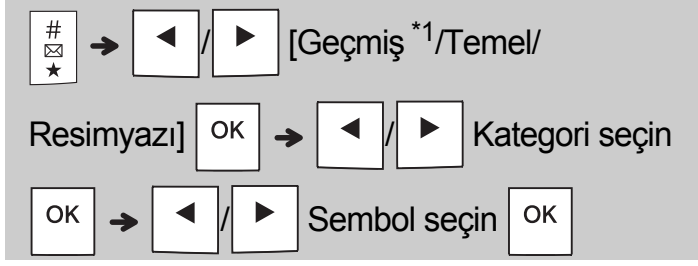 # ✉ ★ ➔ ◄ / ► [Geçmiş *1/Temel/
Resimyazı] OK ➔ ◄ / ► Kategori seçin
OK ➔ ◄ / ► Sembol seçin OK